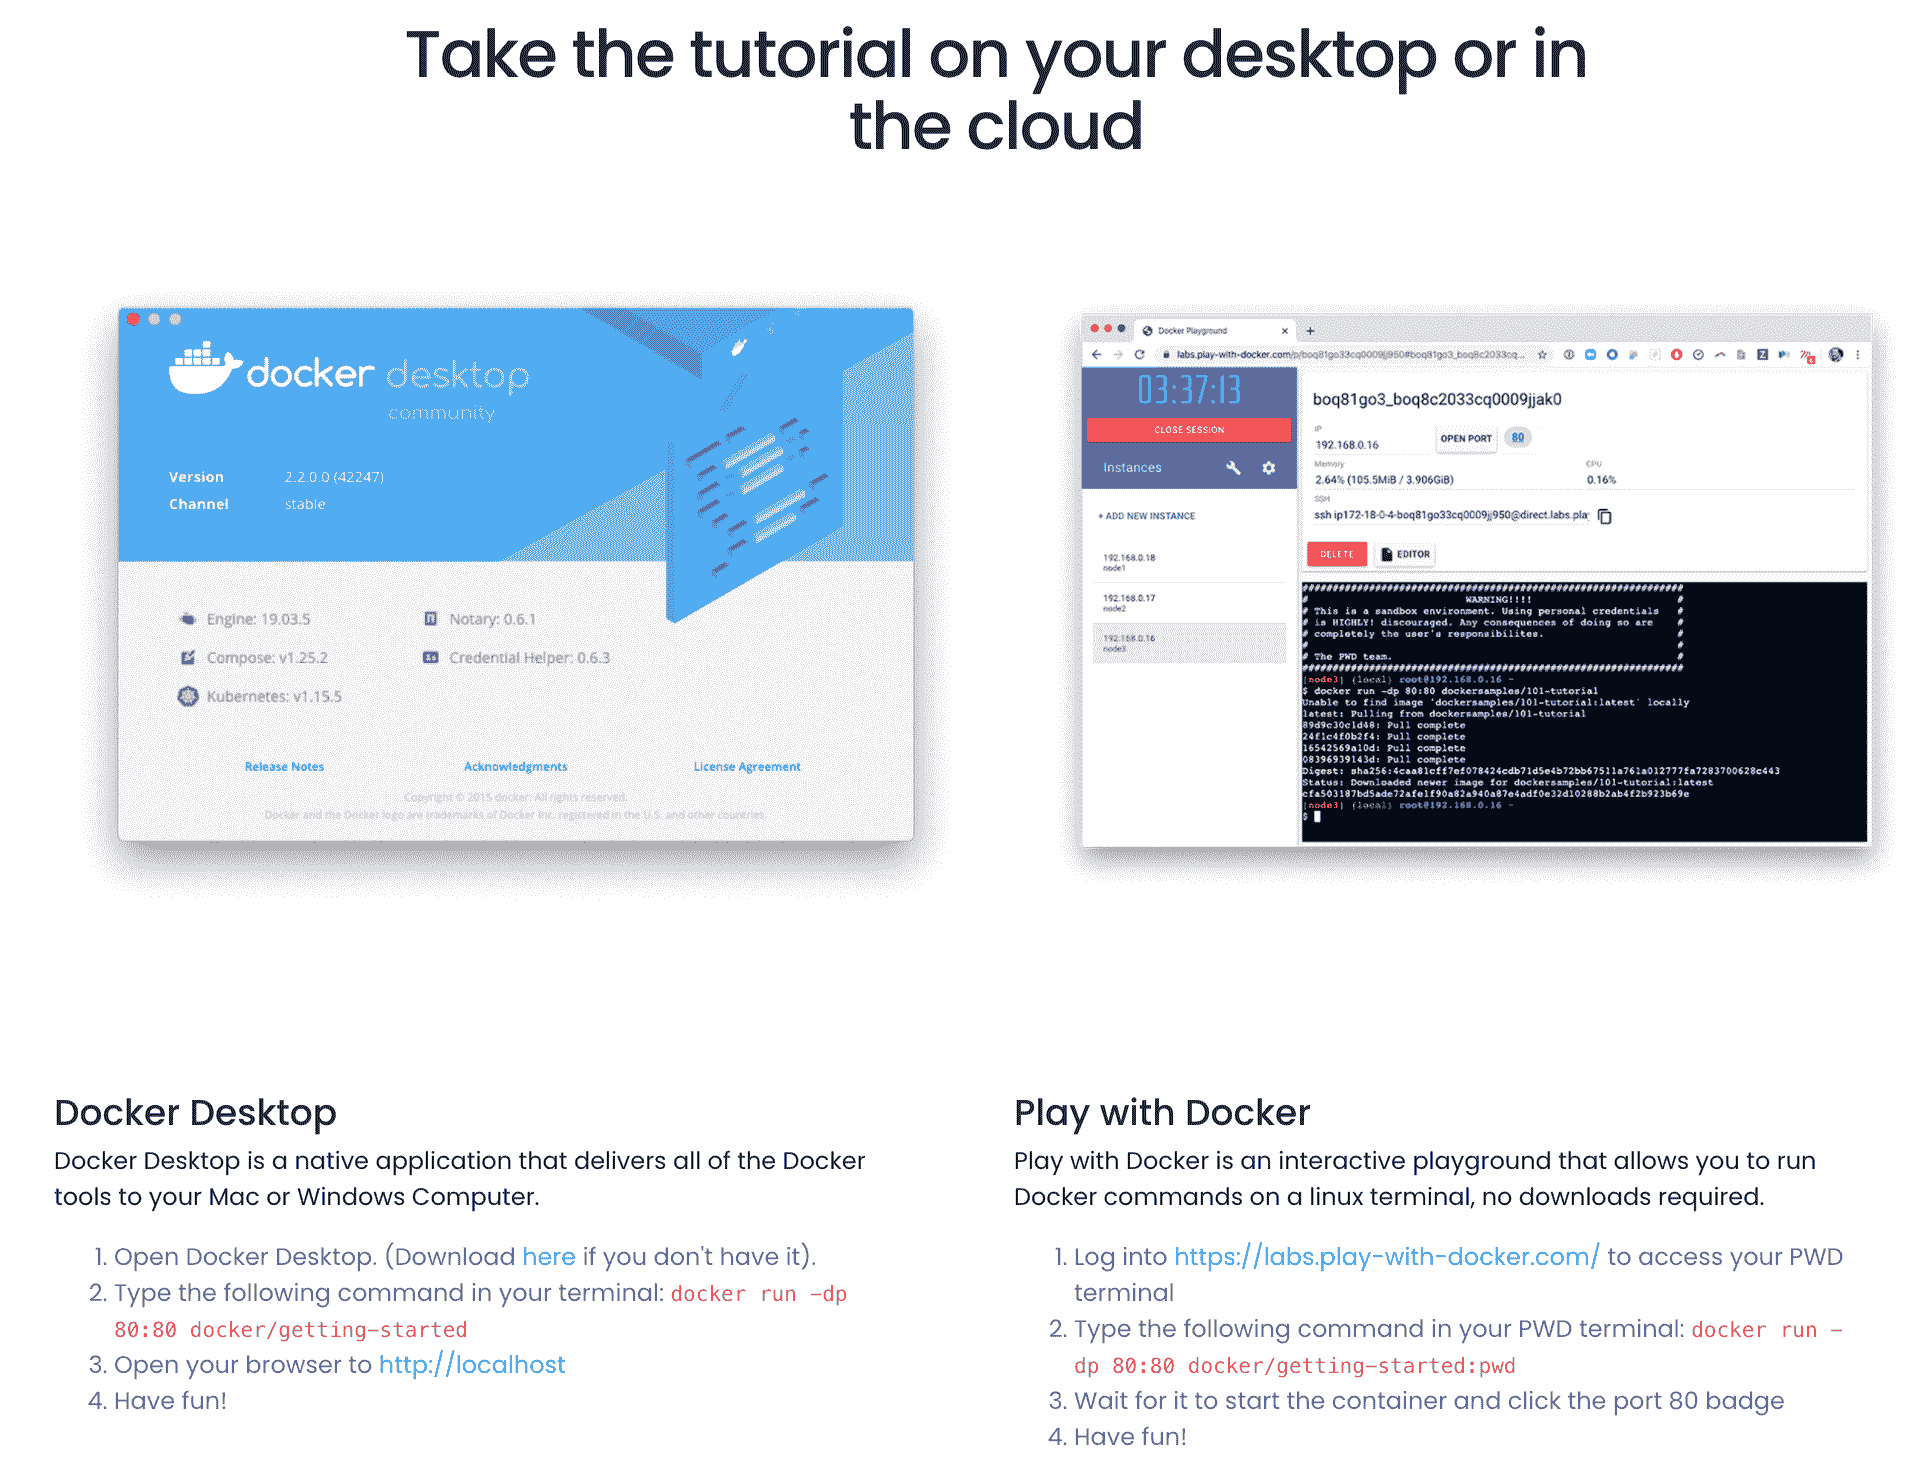 Take the tutorial on your desktop or in
the cloud
docker desktop
community
Version 2.2.0.0 (42247)
Channel stable
Engine: 19.03.5 Notary: 0.6.1
Compose: v1.25.2 Credential Helper: 0.6.3
Kubernetes: v1.15.5
Release Notes Acknowledgments License Agreement
Copyright © 2015 docker. All rights reserved.
Docker and the Docker logo are trademarks of Docker Inc. registered in the U.S. and other countries.
Docker Playground
labs.play-with-docker.com/p/boq81go33cq0009jj950#boq81go3_boq8c2033cq...
03:37:13
CLOSE SESSION
Instances
+ ADD NEW INSTANCE
192.168.0.18
node1
192.168.0.17
node2
192.168.0.16
node3
boq81go3_boq8c2033cq0009jjak0
IP
192.168.0.16 OPEN PORT 80
Memory CPU
2.64% (105.5MiB / 3.906GiB) 0.16%
SSH
ssh ip172-18-0-4-boq81go33cq0009jj950@direct.labs.pla
DELETE EDITOR
###############################################################
# WARNING!!!! #
# This is a sandbox environment. Using personal credentials #
# is HIGHLY! discouraged. Any consequences of doing so are #
# completely the user's responsibilites. #
# #
# The PWD team. #
###############################################################
[node3] (local) root@192.168.0.16 ~
$ docker run -dp 80:80 dockersamples/101-tutorial
Unable to find image 'dockersamples/101-tutorial:latest' locally
latest: Pulling from dockersamples/101-tutorial
89d9c30c1d48: Pull complete
24f1c4f0b2f4: Pull complete
16542569a10d: Pull complete
08396939143d: Pull complete
Digest: sha256:4caa81cff7ef078424cdb71d5e4b72bb67511a761a012777fa7283700628c443
Status: Downloaded newer image for dockersamples/101-tutorial:latest
cfa503187bd5ade72afe1f90a82a940a87e4adf0e32d10288b2ab4f2b923b69e
[node3] (local) root@192.168.0.16 ~
$
Docker Desktop
Docker Desktop is a native application that delivers all of the Docker
tools to your Mac or Windows Computer.
1. Open Docker Desktop. (Download here if you don't have it).
2. Type the following command in your terminal: docker run -dp
80:80 docker/getting-started
3. Open your browser to http://localhost
4. Have fun!
Play with Docker
Play with Docker is an interactive playground that allows you to run
Docker commands on a linux terminal, no downloads required.
1. Log into https://labs.play-with-docker.com/ to access your PWD
terminal
2. Type the following command in your PWD terminal: docker run -
dp 80:80 docker/getting-started:pwd
3. Wait for it to start the container and click the port 80 badge
4. Have fun!